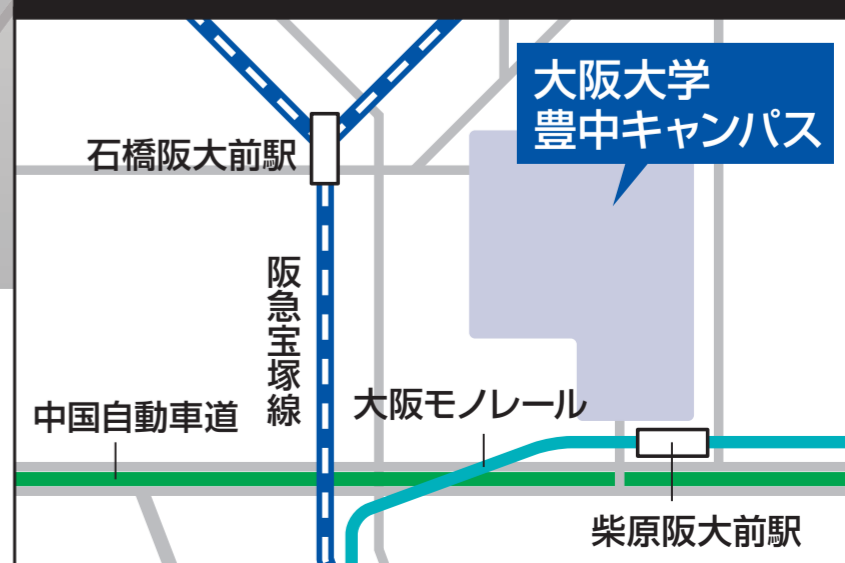 大阪大学
豊中キャンパス
石橋阪大前駅
阪急宝塚線
中国自動車道
大阪モノレール
柴原阪大前駅